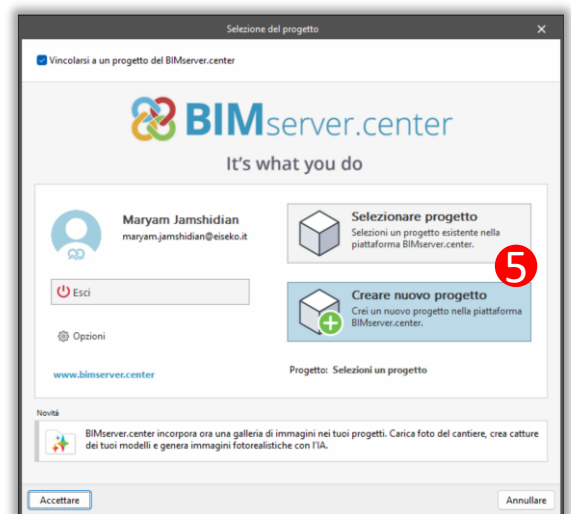 Selezione del progetto
Vincolarsi a un progetto del BIMserver.center
BIMserver.center
It's what you do
Maryam Jamshidian
maryam.jamshidian@eiseko.it
Esci
Opzioni
www.bimserver.center
Selezionare progetto
Selezioni un progetto esistente nella
piattaforma BIMserver.center.
5
Creare nuovo progetto
Crei un nuovo progetto nella piattaforma
BIMserver.center.
Progetto: Selezioni un progetto
Novità
BIMserver.center incorpora ora una galleria di immagini nei tuoi progetti. Carica foto del cantiere, crea catture
dei tuoi modelli e genera immagini fotorealistiche con l'IA.
Accettare
Annullare